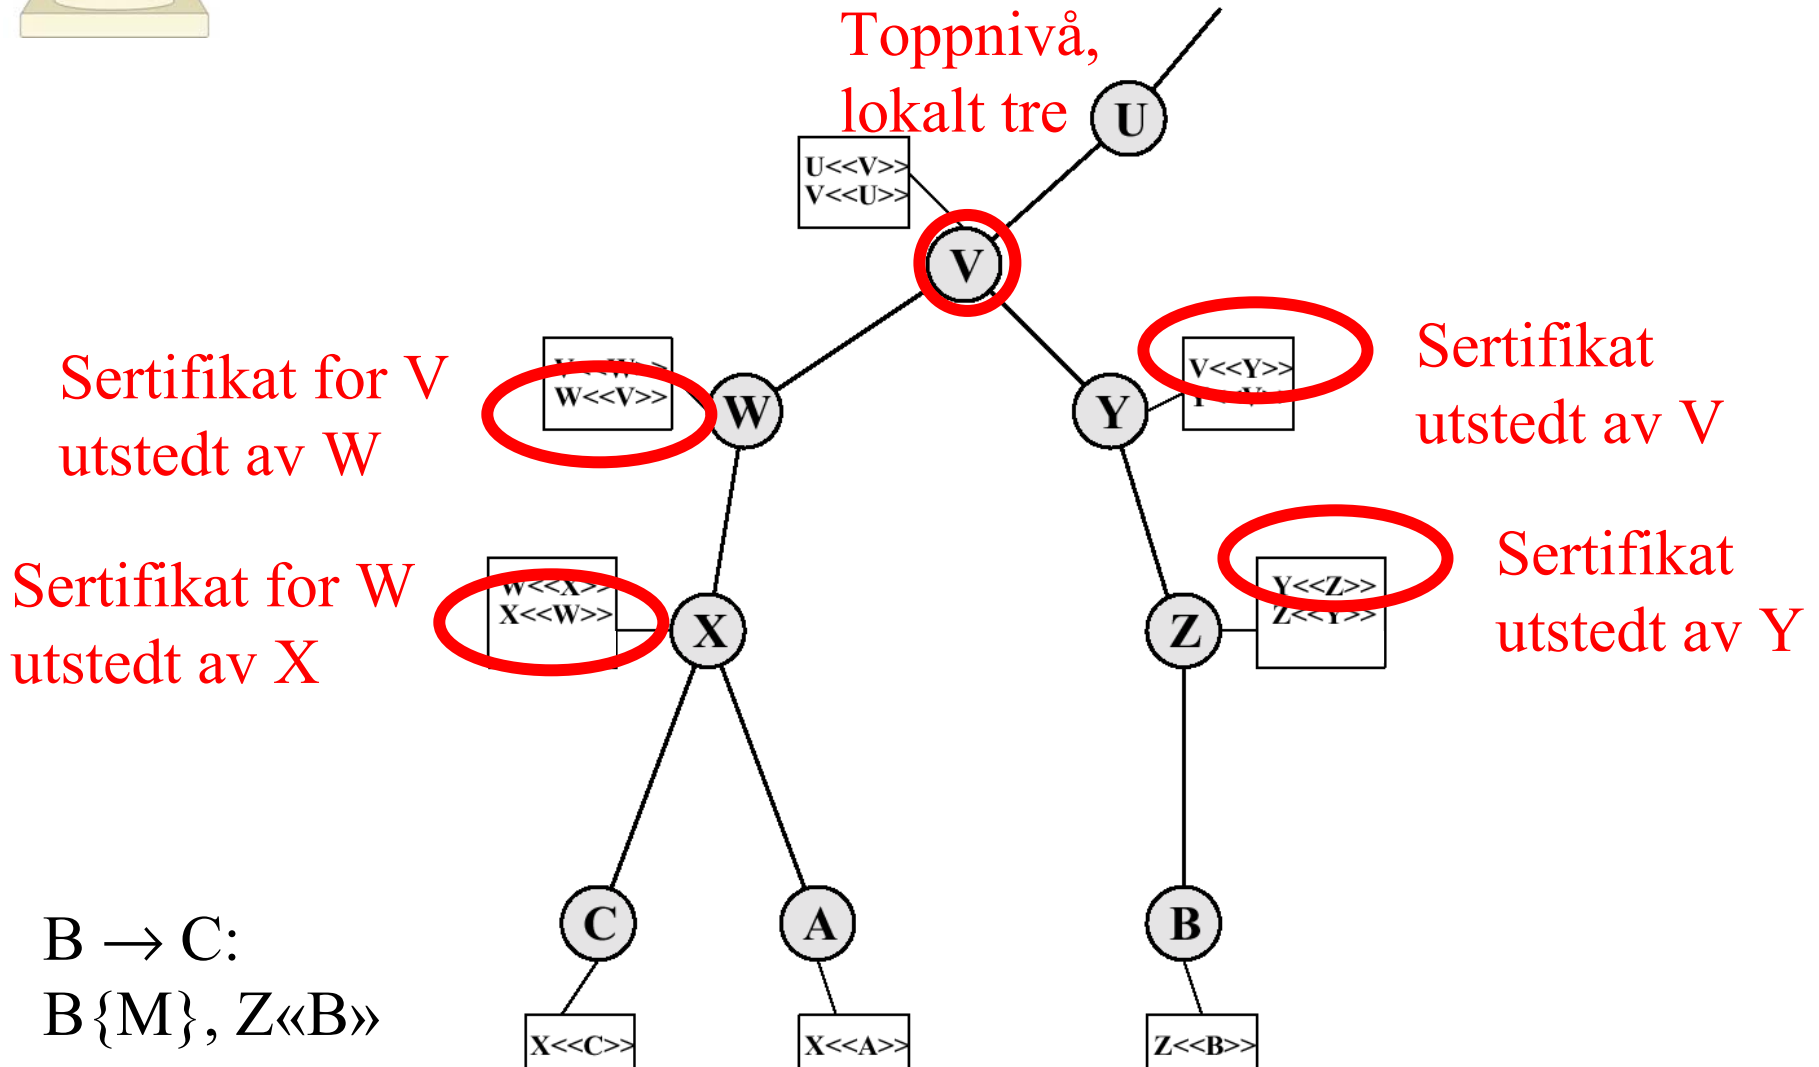 Toppnivå,
lokalt tre
U
U<<V>>
V<<U>>
V
Sertifikat for V
utstedt av W
V<<W>>
W<<V>>
W
Y
V<<Y>>
Y<<V>>
Sertifikat
utstedt av V
Sertifikat for W
utstedt av X
W<<X>>
X<<W>>
X
Z
Y<<Z>>
Z<<Y>>
Sertifikat
utstedt av Y
C
A
B
B → C:
B{M}, Z«B»
X<<C>>
X<<A>>
Z<<B>>